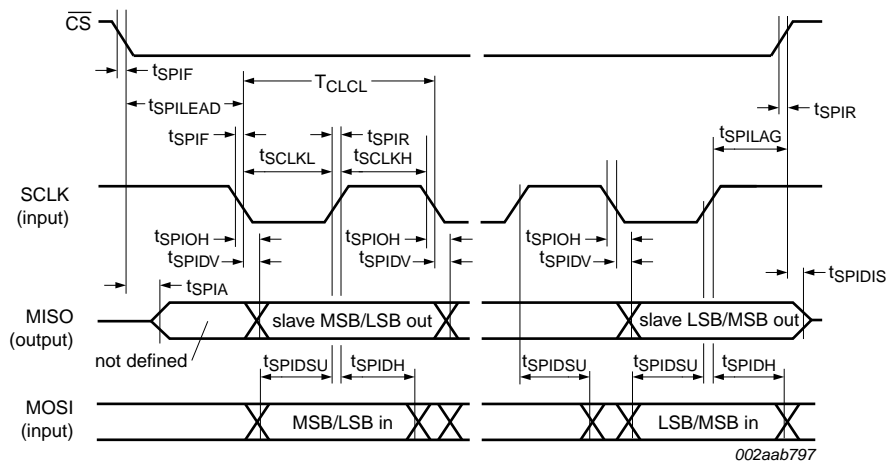 CS
tSPIF
TCLCL
tSPILEAD
tSPIR
tSPIF
tSPIR
tSPILAG
tSCLKL
tSCLKH
SCLK
(input)
tSPIOH
tSPIOH
tSPIOH
tSPIDV
tSPIDV
tSPIDV
tSPIDIS
tSPIA
MISO
(output)
slave MSB/LSB out
slave LSB/MSB out
not defined
tSPIDSU
tSPIDH
tSPIDSU
tSPIDSU
tSPIDH
MOSI
(input)
MSB/LSB in
LSB/MSB in
002aab797